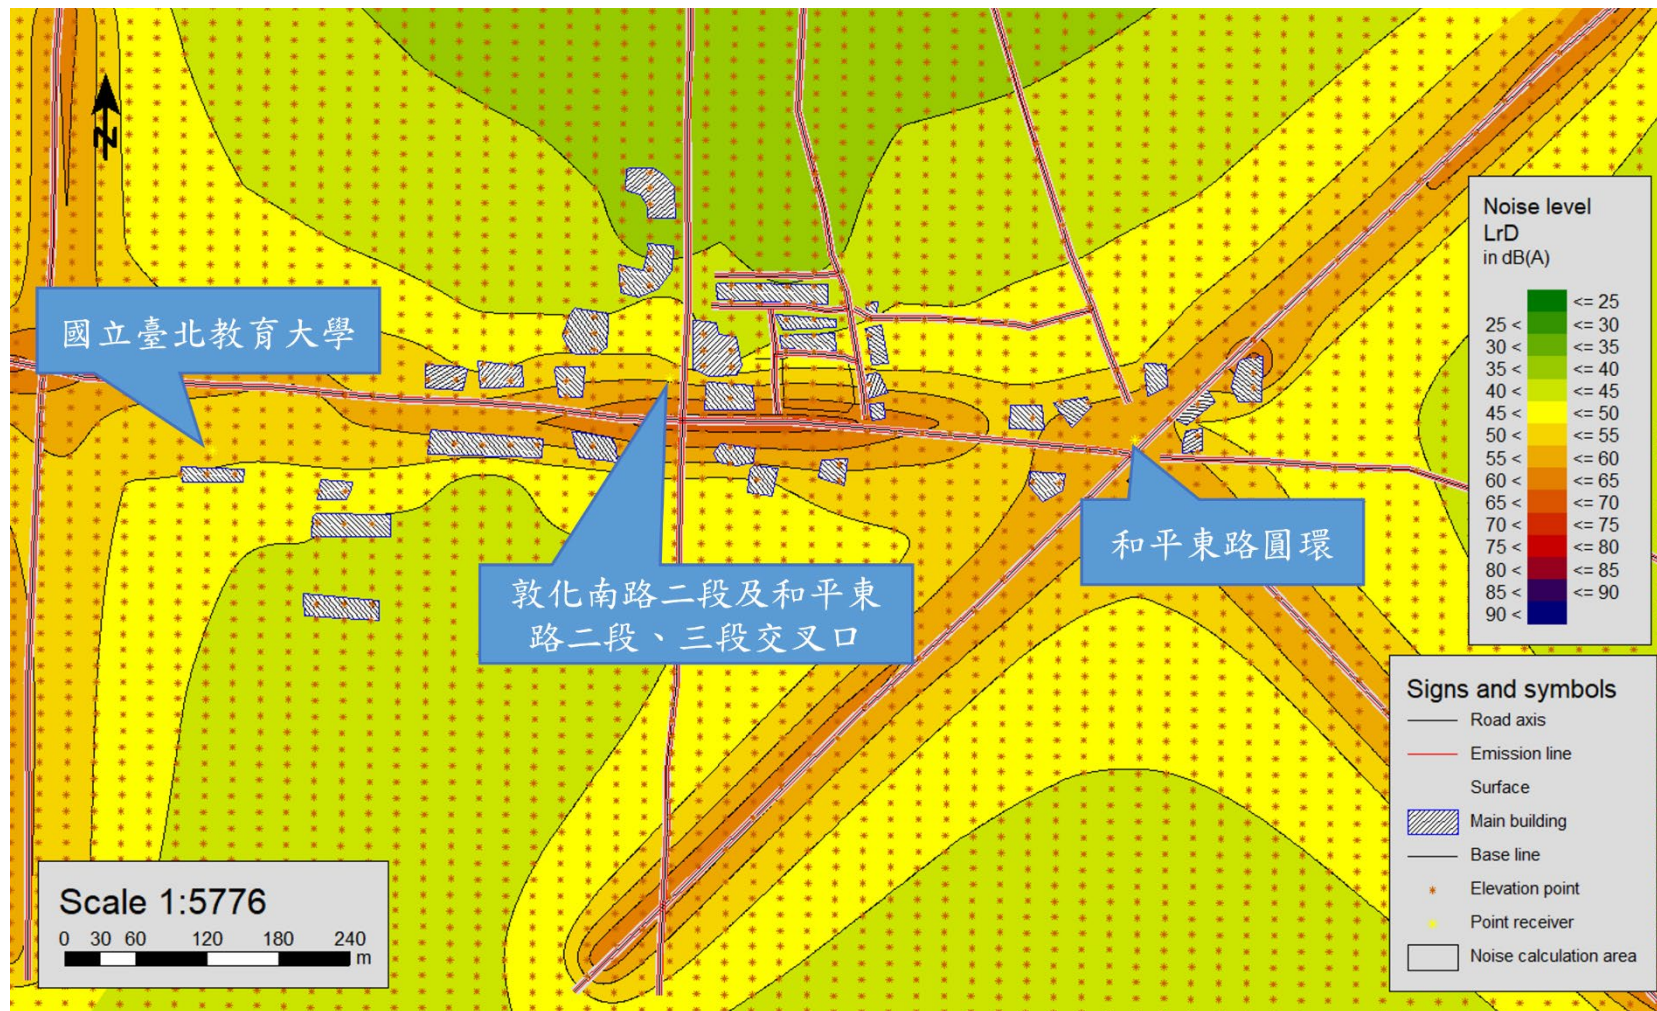 N
國立臺北教育大學
敦化南路二段及和平東
路二段、三段交叉口
和平東路圓環
Noise level
LrD
in dB(A)
<= 25
25 < <= 30
30 < <= 35
35 < <= 40
40 < <= 45
45 < <= 50
50 < <= 55
55 < <= 60
60 < <= 65
65 < <= 70
70 < <= 75
75 < <= 80
80 < <= 85
85 < <= 90
90 <
Signs and symbols
Road axis
Emission line
Surface
Main building
Base line
Elevation point
Point receiver
Noise calculation area
Scale 1:5776
0 30 60 120 180 240
m